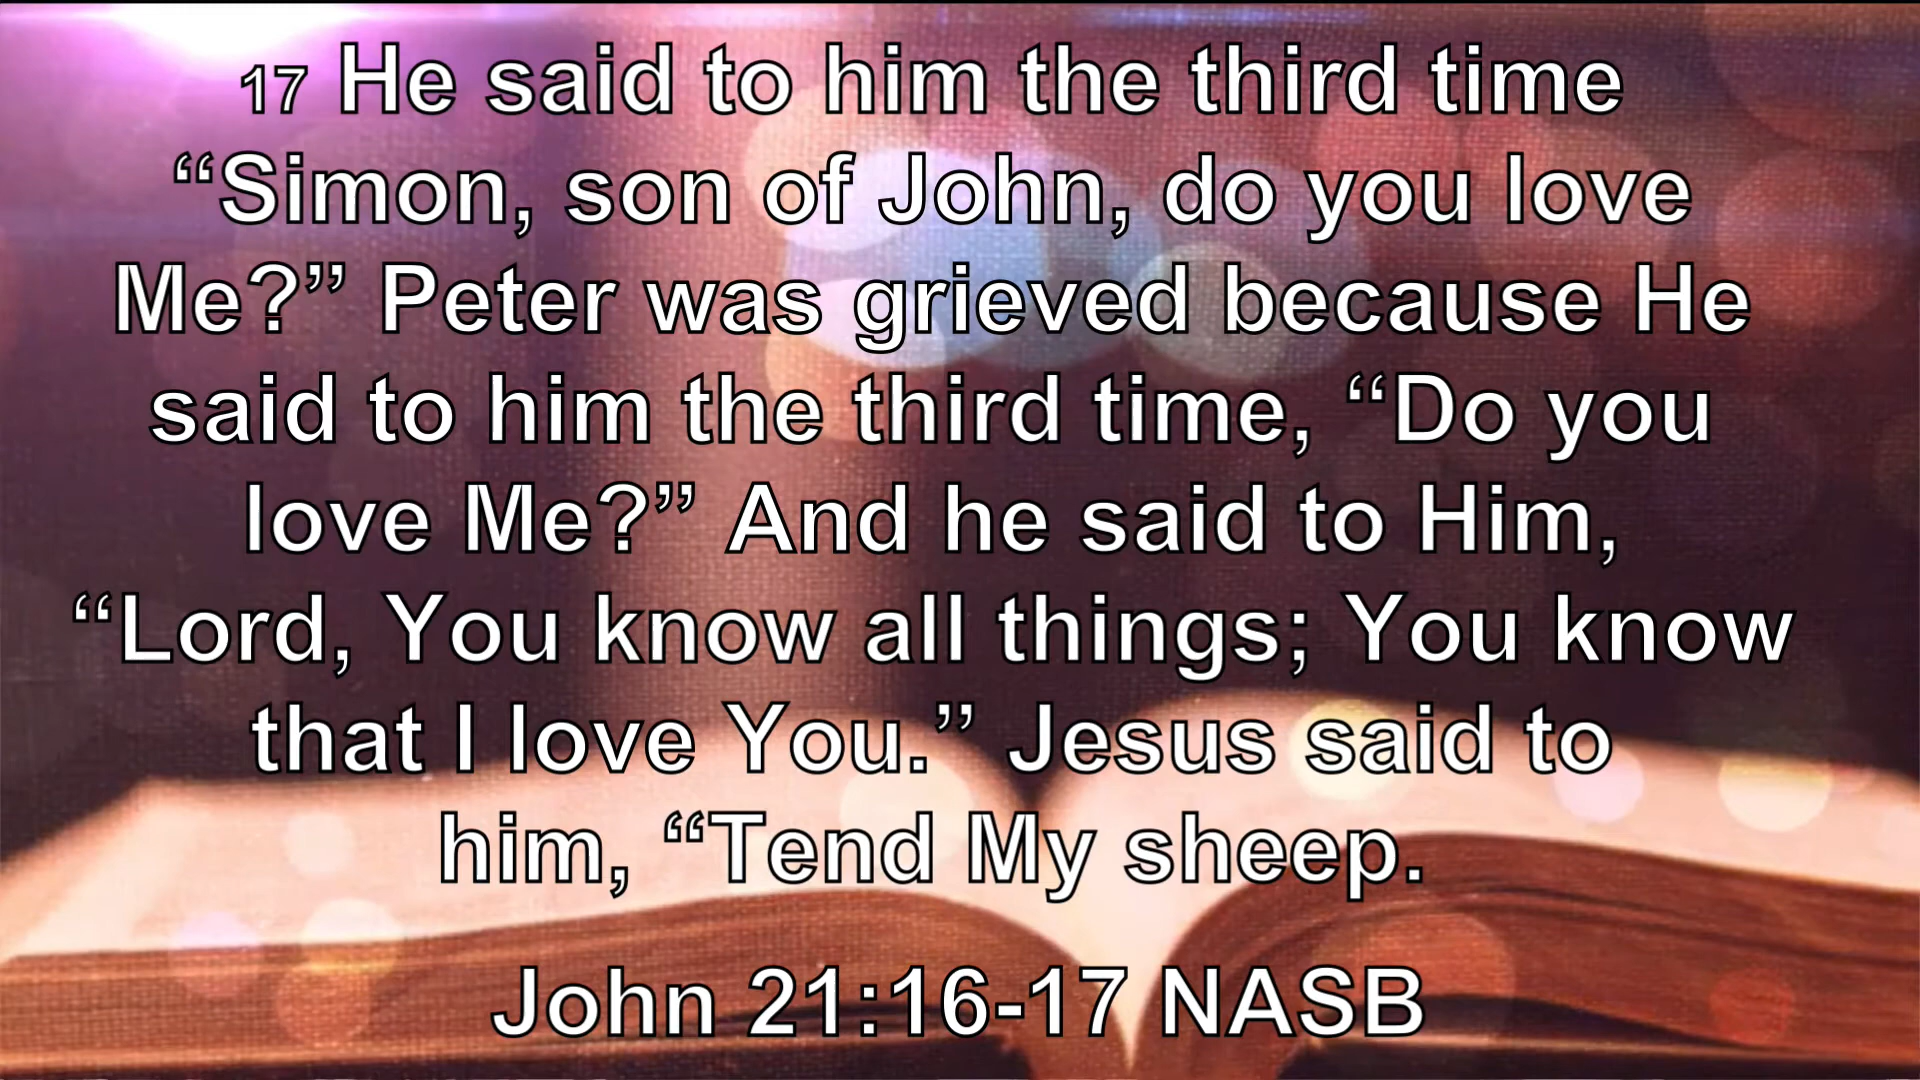 17 He said to him the third time
“Simon, son of John, do you love
Me?” Peter was grieved because He
said to him the third time, “Do you
love Me?” And he said to Him,
“Lord, You know all things; You know
that I love You.” Jesus said to
him, “Tend My sheep.
John 21:16-17 NASB